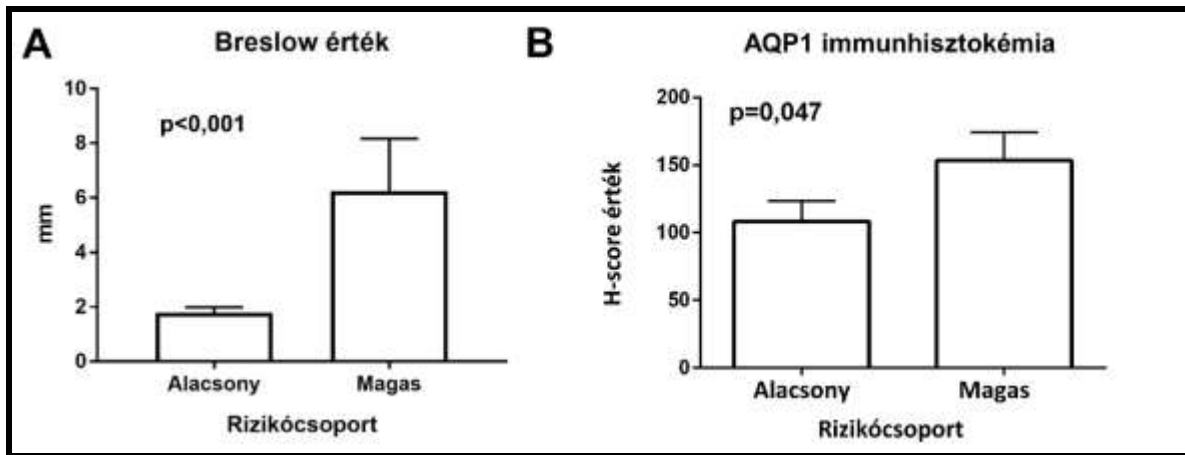 A
Breslow érték
10
8
6
4
2
0
mm
p<0,001
Alacsony
Magas
Rizikócsoport
B
AQP1 immunhisztokémia
200
150
100
50
0
H-score érték
p=0,047
Alacsony
Magas
Rizikócsoport